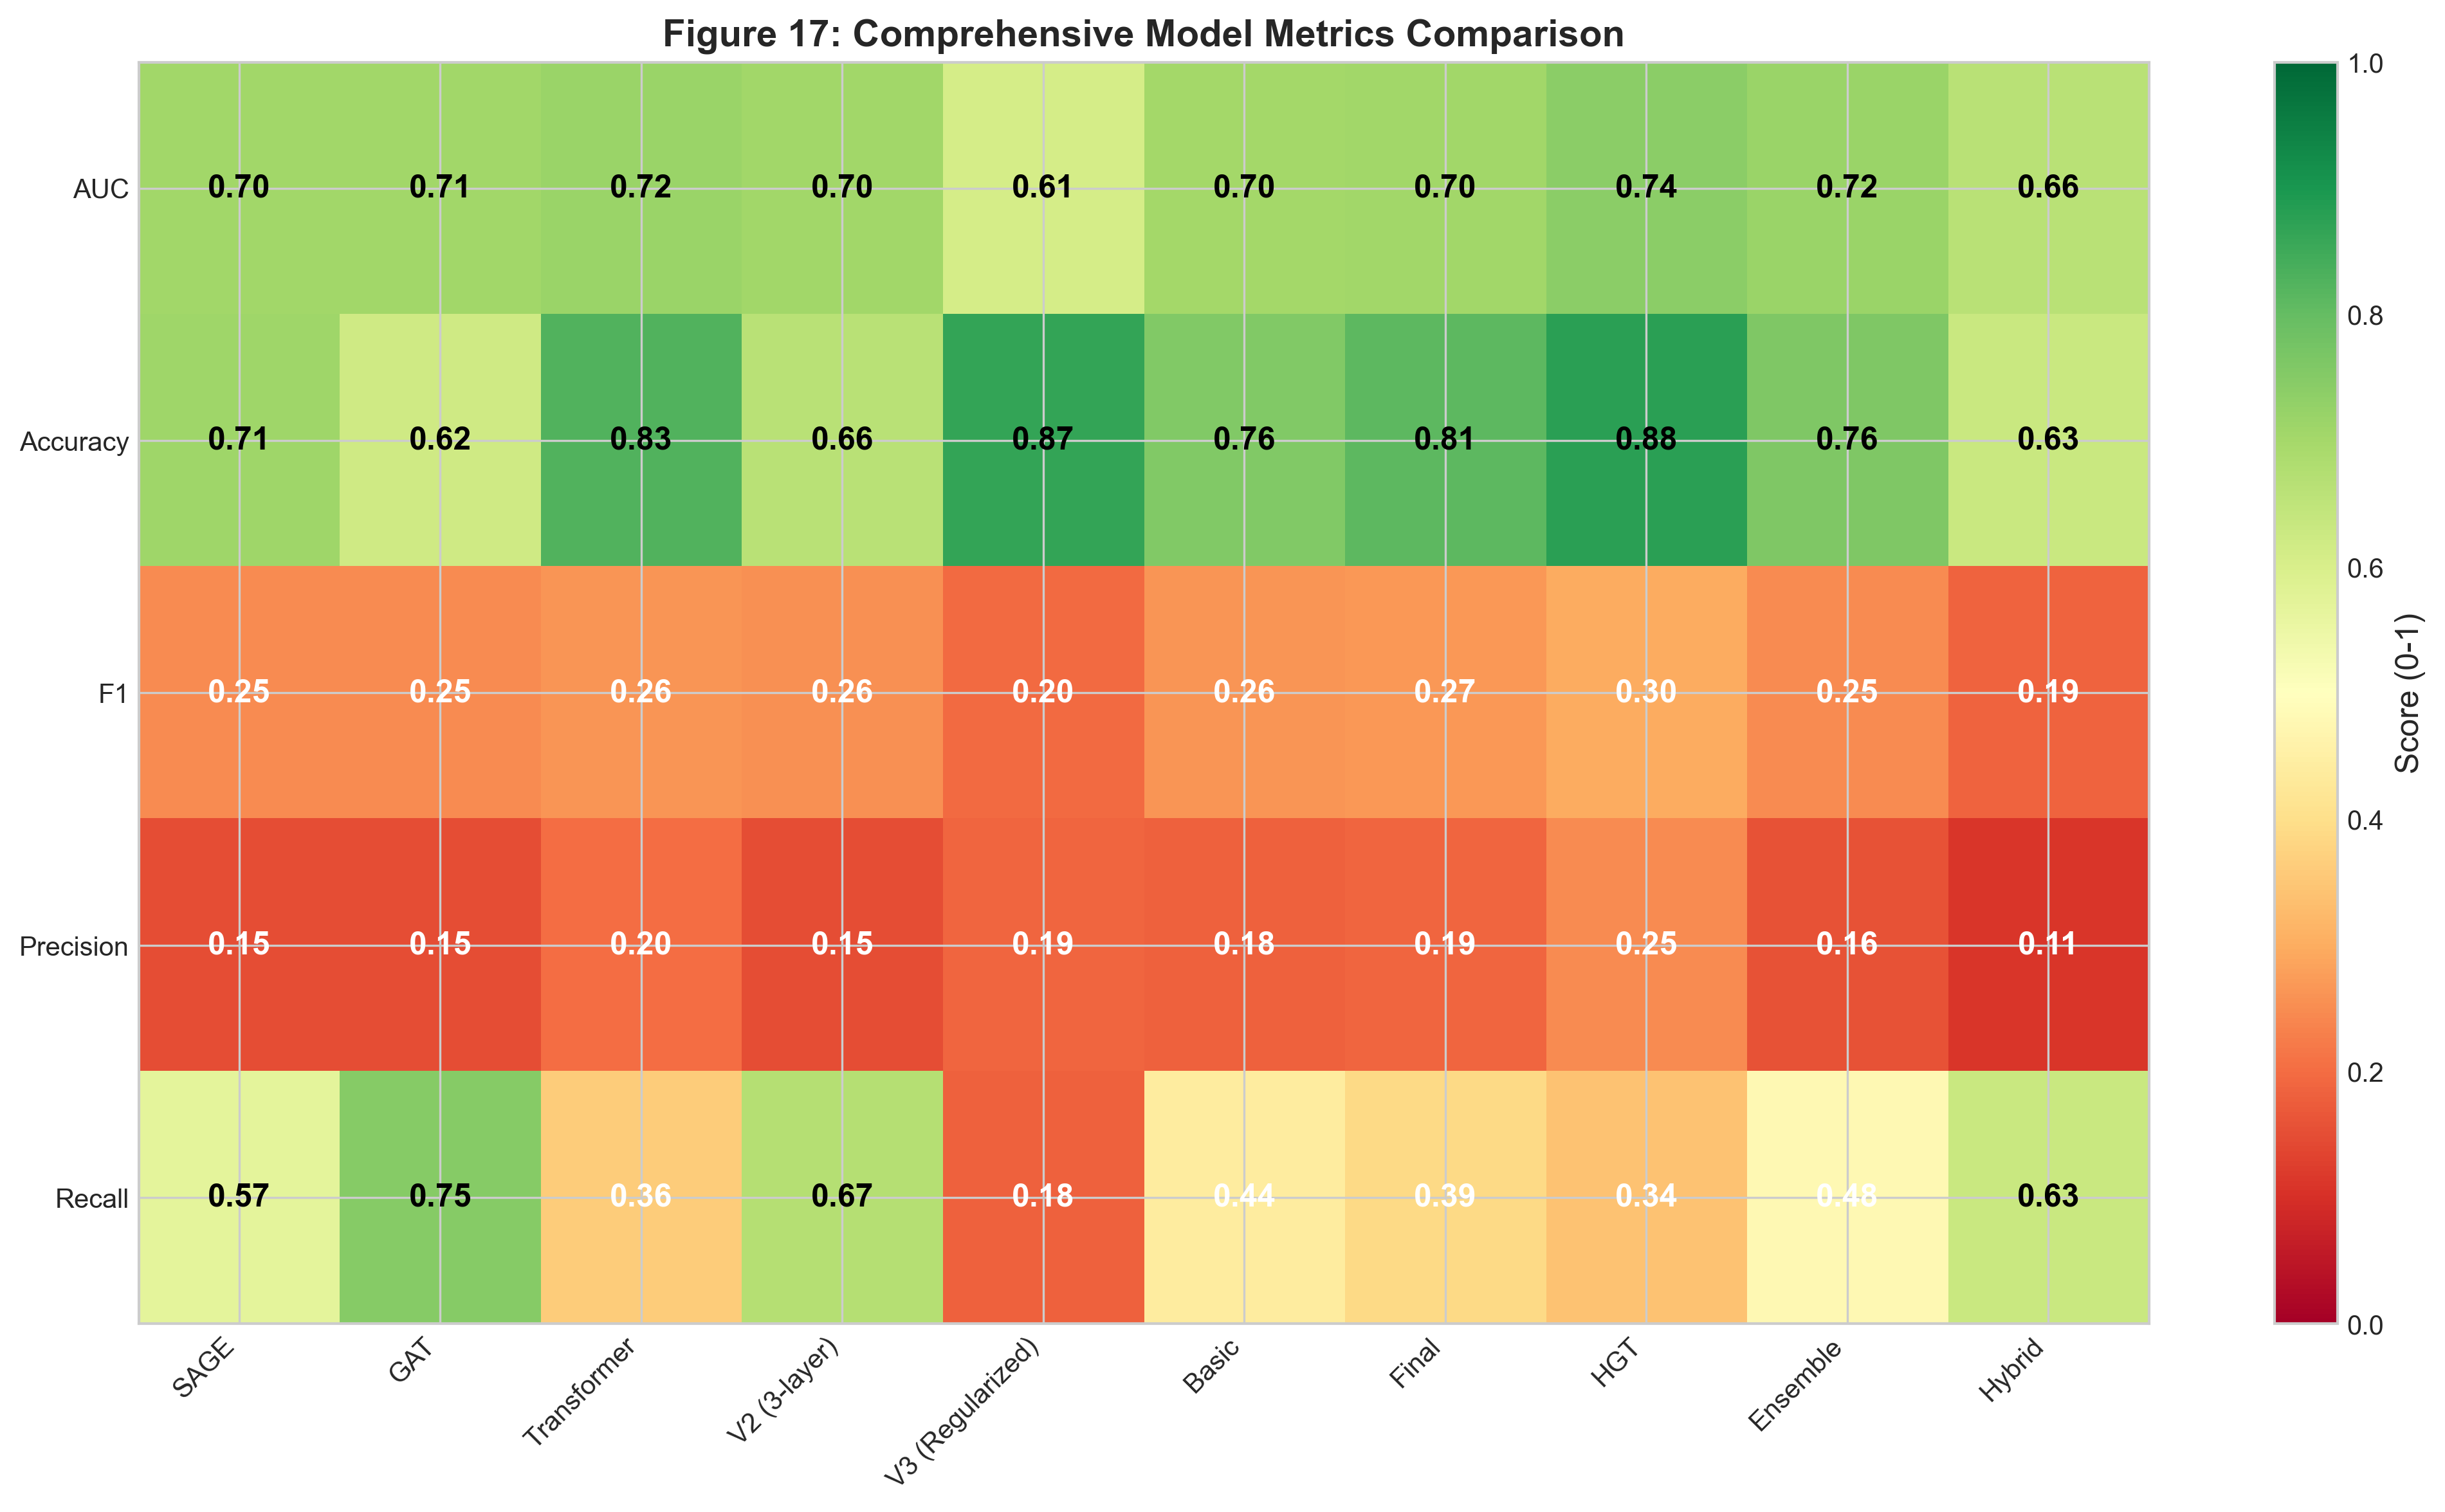 Figure 17: Comprehensive Model Metrics Comparison
AUC 0.70 0.71 0.72 0.70 0.61 0.70 0.70 0.74 0.72 0.66
Accuracy 0.71 0.62 0.83 0.66 0.87 0.76 0.81 0.88 0.76 0.63
F1 0.25 0.25 0.26 0.26 0.20 0.26 0.27 0.30 0.25 0.19
Precision 0.15 0.15 0.20 0.15 0.19 0.18 0.19 0.25 0.16 0.11
Recall 0.57 0.75 0.36 0.67 0.18 0.44 0.39 0.34 0.48 0.63
SAGE
GAT
Transformer
V2 (3-layer)
V3 (Regularized)
Basic
Final
HGT
Ensemble
Hybrid
1.0
0.8
0.6
0.4
0.2
0.0
Score (0-1)